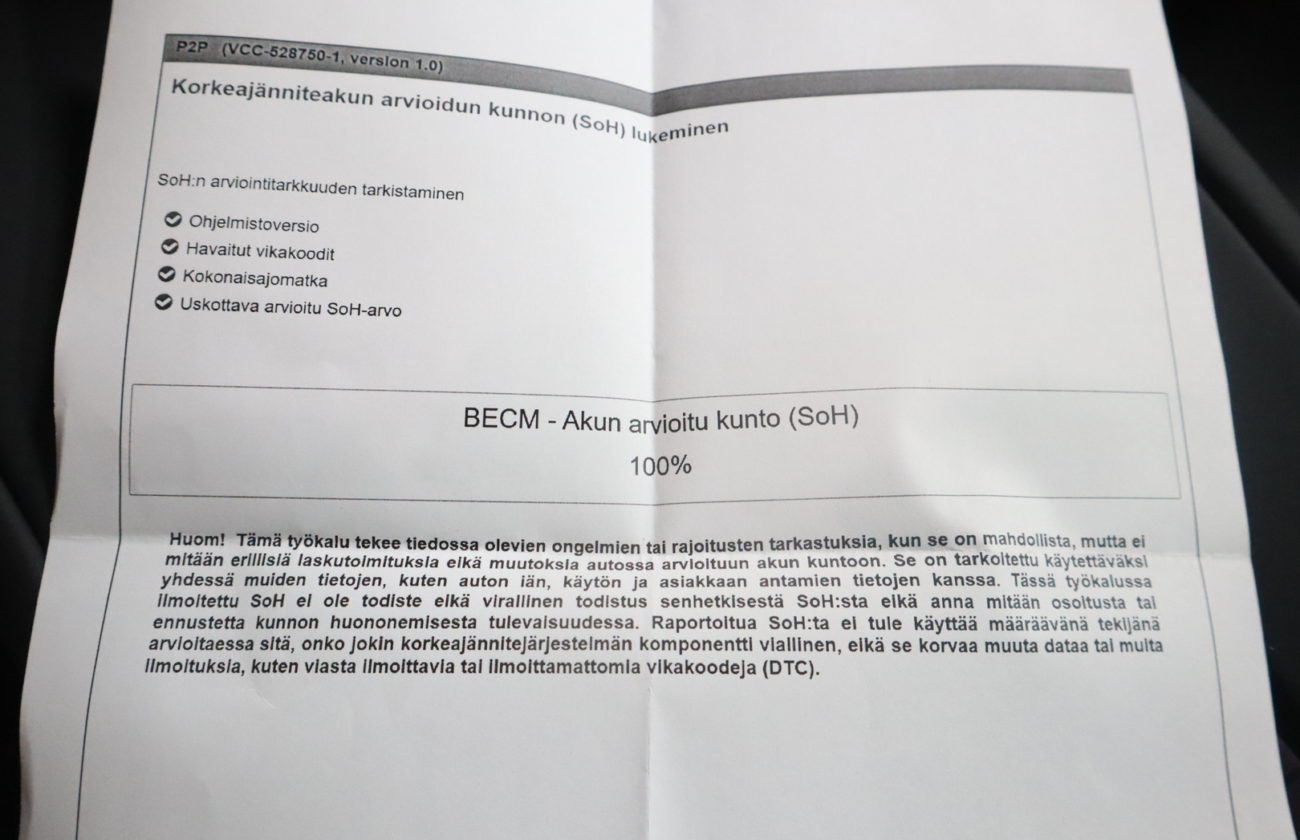 P2P (VCC-528750-1, version 1.0)
Korkeajänniteakun arvioidun kunnon (SoH) lukeminen
SoH:n arviointitarkkuuden tarkistaminen
Ohjelmistoversio
Havaitut vikakoodit
Kokonaisajomatka
Uskottava arvioitu SoH-arvo
BECM - Akun arvioitu kunto (SoH)
100%
Huom! Tämä työkalu tekee tiedossa olevien ongelmien tai rajoitusten tarkastuksia, kun se on mahdollista, mutta ei
mitään erillisiä laskutoimituksia eikä muutoksia autossa arvioituun akun kuntoon. Se on tarkoitettu käytettäväksi
yhdessä muiden tietojen, kuten auton iän, käytön ja asiakkaan antamien tietojen kanssa. Tässä työkalussa
ilmoitettu SoH ei ole todiste eikä virallinen todistus senhetkisestä SoH:sta eikä anna mitään osoitusta tai
ennustetta kunnon huononemisesta tulevaisuudessa. Raportoitua SoH:ta ei tule käyttää määräävänä tekijänä
arvioitaessa sitä, onko jokin korkeajännitejärjestelmän komponentti viallinen, eikä se korvaa muuta dataa tai muita
ilmoituksia, kuten viasta ilmoittavia tai ilmoittamattomia vikakoodeja (DTC).